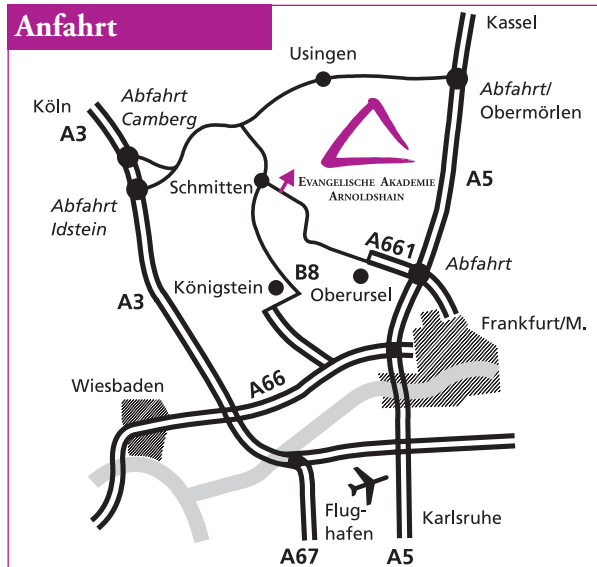 Anfahrt
Kassel
Usingen
Abfahrt
Camberg
Köln
A3
Abfahrt/
Obermörlen
Schmitten
EVANGELISCHE AKADEMIE
ARNOLDSHAIN
A5
Abfahrt
Idstein
A661
Abfahrt
B8
Königstein
Oberursel
A3
Frankfurt/M.
Wiesbaden
A66
Flug-
hafen
Karlsruhe
A67
A5